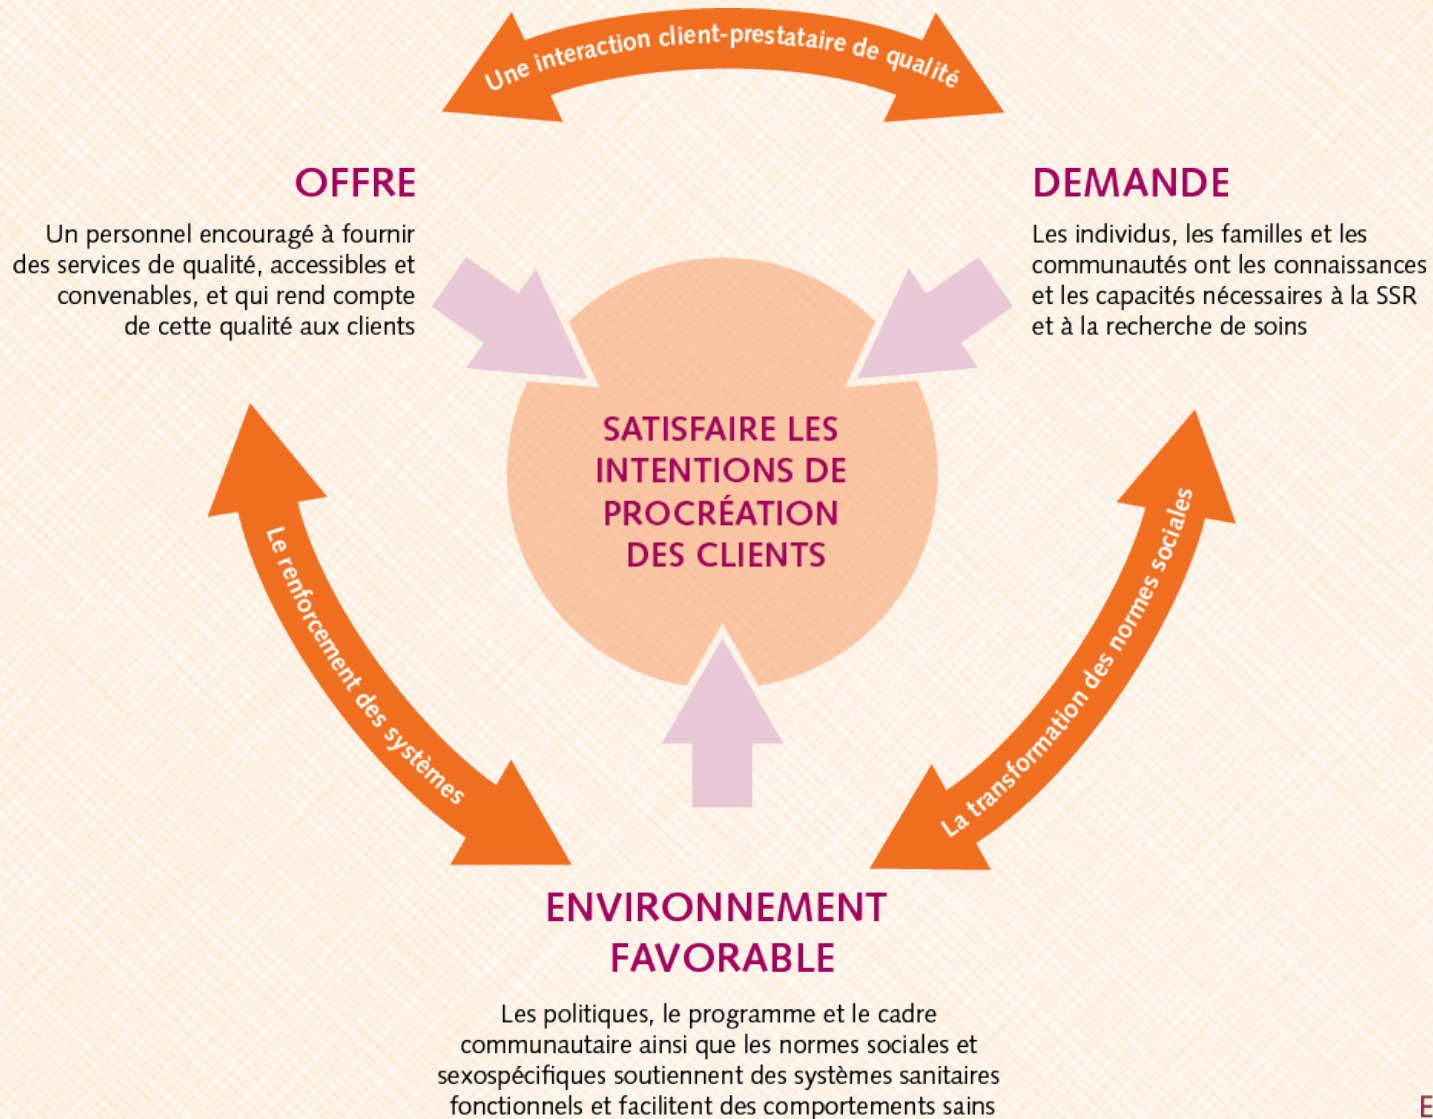 Une interaction client-prestataire de qualité
OFFRE
Un personnel encouragé à fournir
des services de qualité, accessibles et
convenables, et qui rend compte
de cette qualité aux clients
DEMANDE
Les individus, les familles et les
communautés ont les connaissances
et les capacités nécessaires à la SSR
et à la recherche de soins
SATISFAIRE LES
INTENTIONS DE
PROCRÉATION
DES CLIENTS
Le renforcement des systèmes
La transformation des normes sociales
ENVIRONNEMENT
FAVORABLE
Les politiques, le programme et le cadre
communautaire ainsi que les normes sociales et
sexospécifiques soutiennent des systèmes sanitaires
fonctionnels et facilitent des comportements sains
E